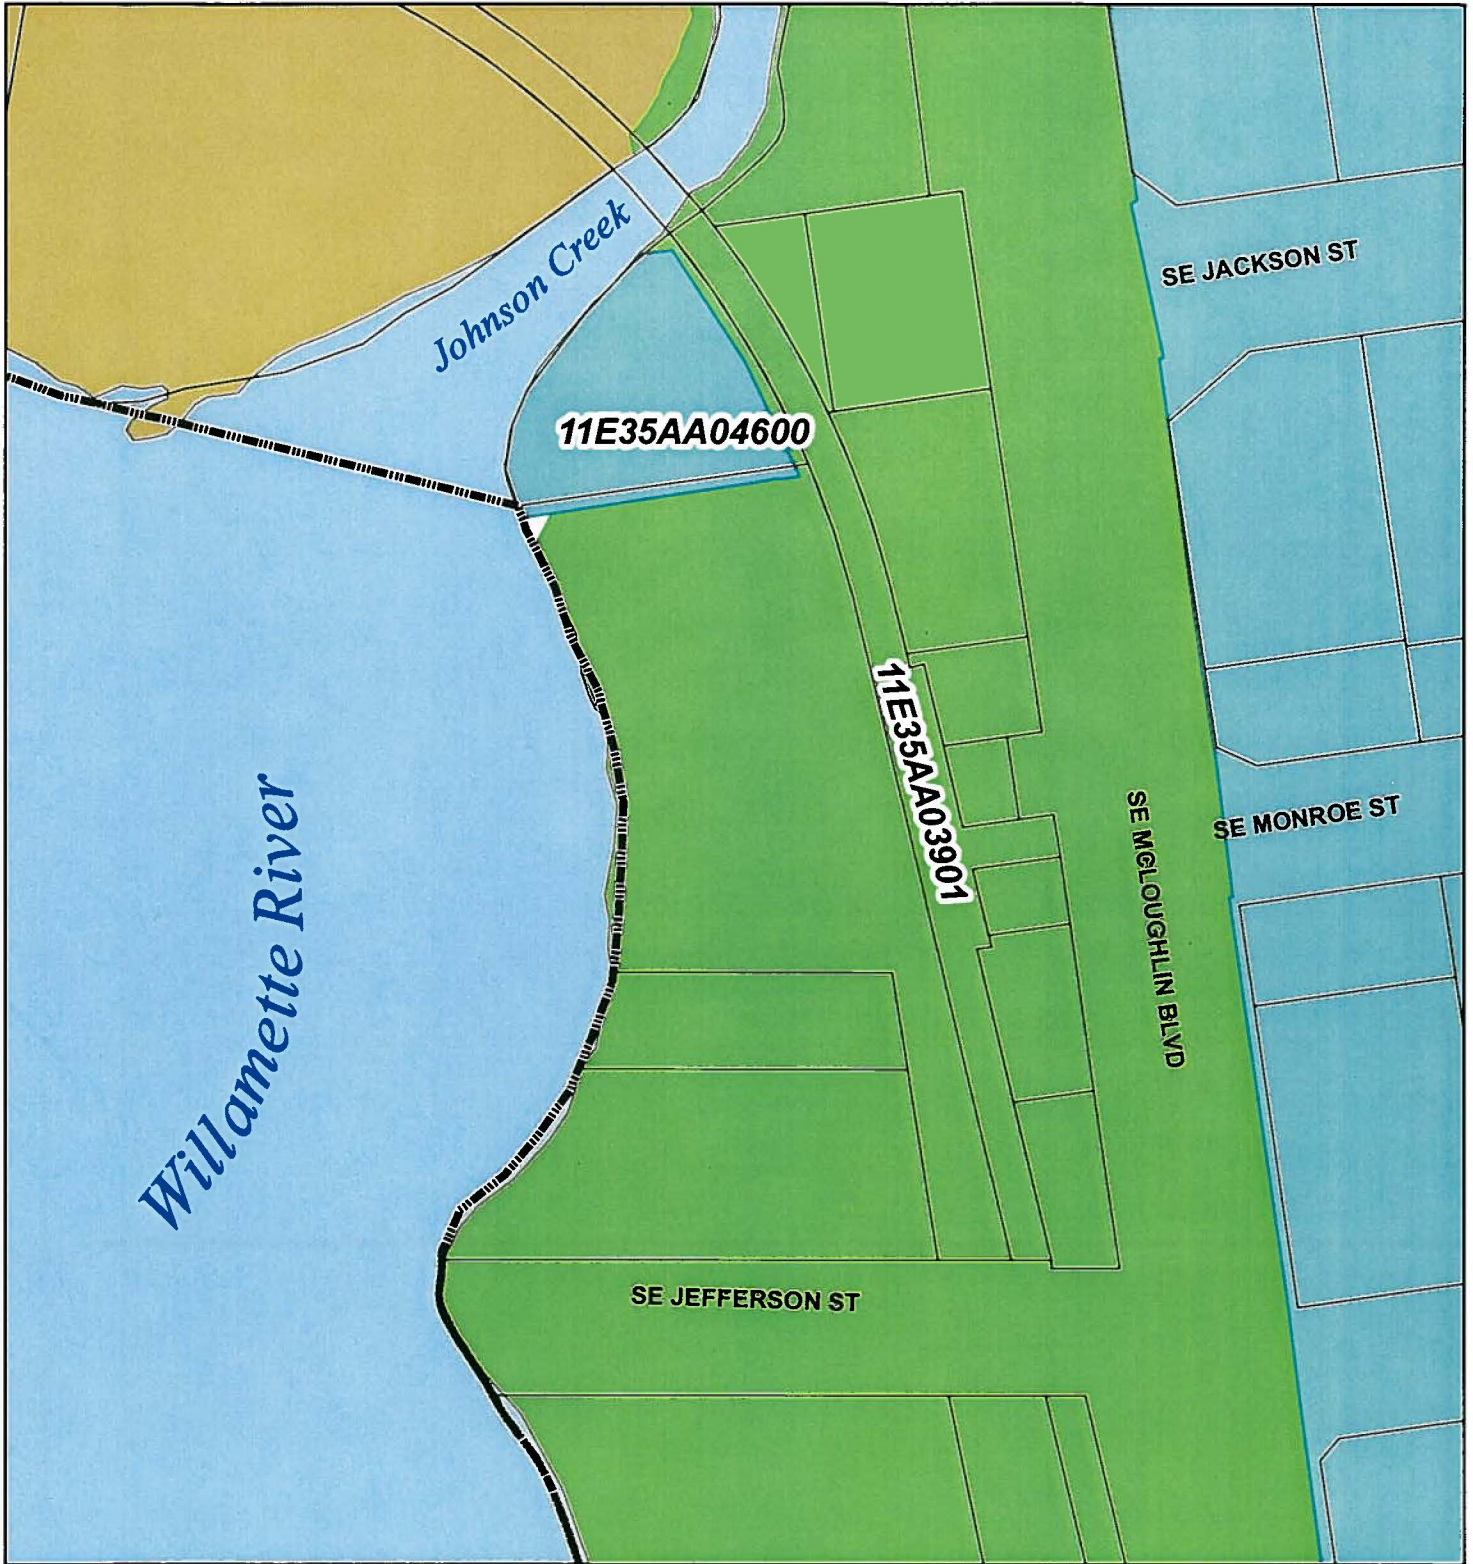 Johnson Creek
SE JACKSON ST
11E35AA04600
11E35AA03901
SE MONROE ST
SE MCLOUGHLIN BLVD
Willamette River
SE JEFFERSON ST